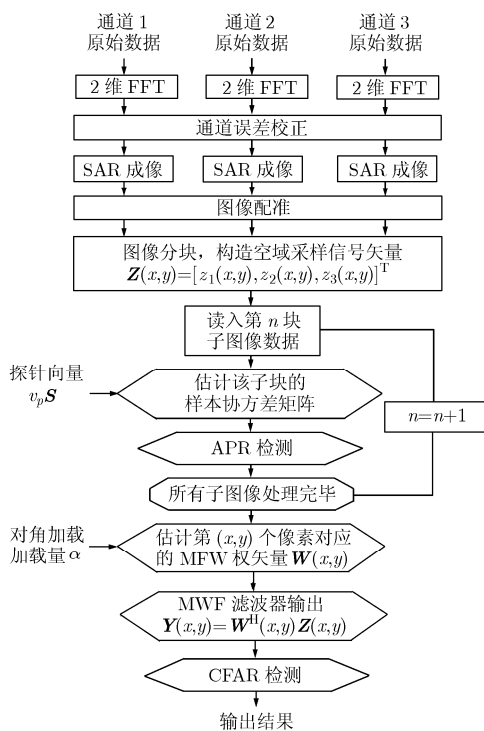 通道 1 通道 2 通道 3
原始数据 原始数据 原始数据
2 维 FFT 2 维 FFT 2 维 FFT
通道误差校正
SAR 成像 SAR 成像 SAR 成像
图像配准
图像分块，构造空域采样信号矢量
Z(x,y)=[z₁(x,y),z₂(x,y),z₃(x,y)]ᵀ
读入第 n 块
子图像数据
探针向量
vₚS
估计该子块的
样本协方差矩阵
n=n+1
APR 检测
所有子图像处理完毕
对角加载
加载量 α
估计第 (x,y) 个像素对应
的 MFW 权矢量 W(x,y)
MWF 滤波器输出
Y(x,y)=Wᴴ(x,y)Z(x,y)
CFAR 检测
输出结果